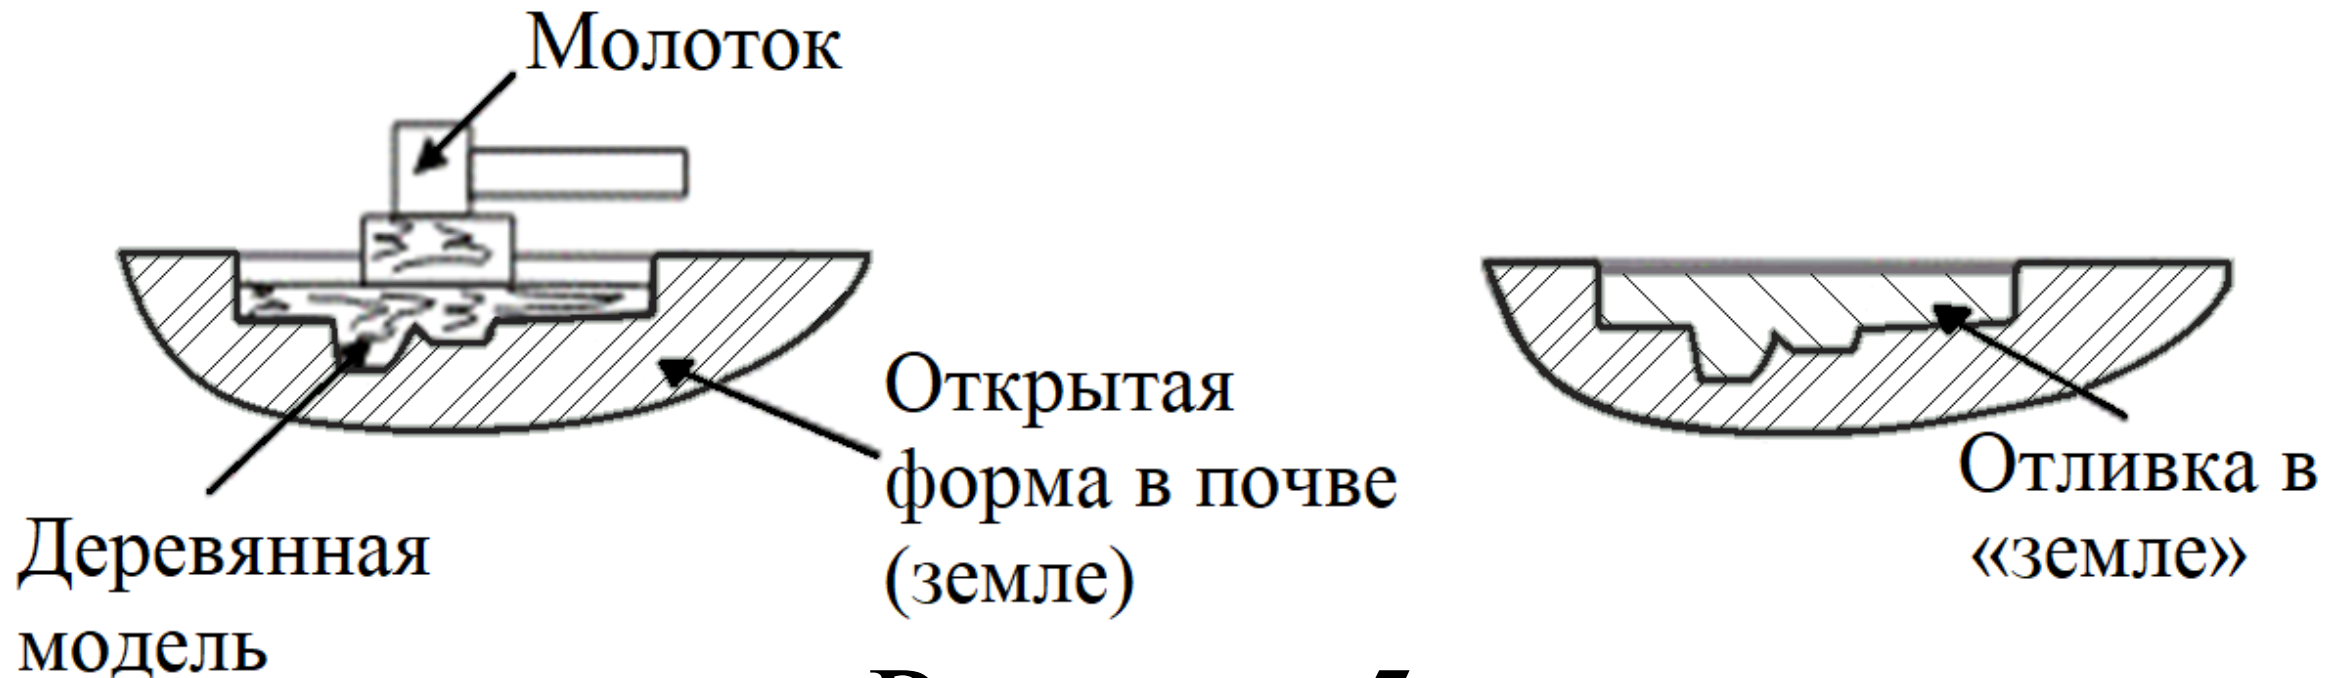 Молоток
Открытая
форма в почве
(земле)
Деревянная
модель
Отливка в
«земле»